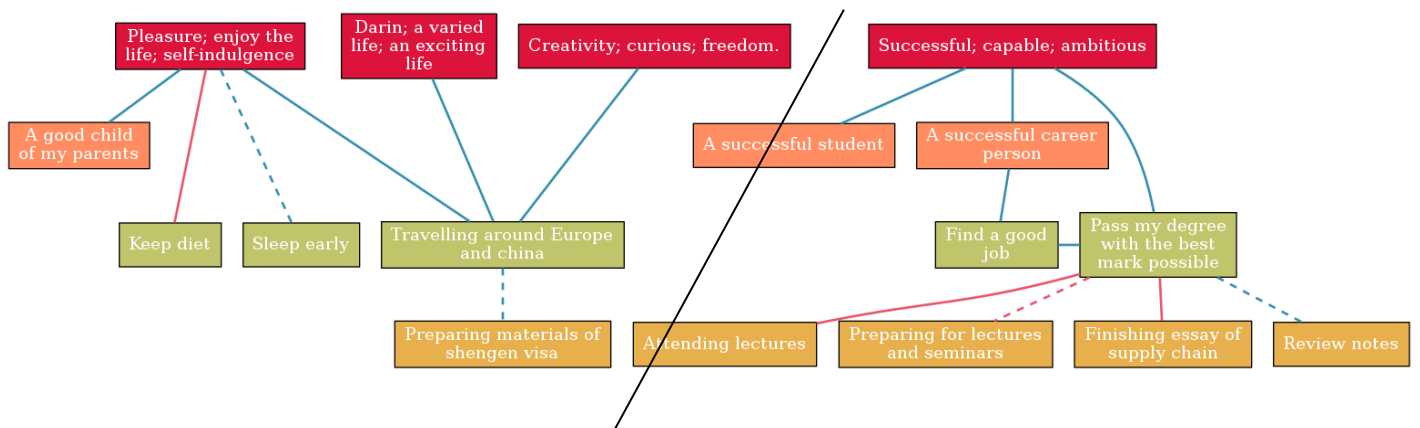 Pleasure; enjoy the
life; self-indulgence
Darin; a varied
life; an exciting
life
Creativity; curious; freedom.
Successful; capable; ambitious
A good child
of my parents
A successful student
A successful career
person
Keep diet
Sleep early
Travelling around Europe
and china
Find a good
job
Pass my degree
with the best
mark possible
Preparing materials of
shengen visa
Attending lectures
Preparing for lectures
and seminars
Finishing essay of
supply chain
Review notes